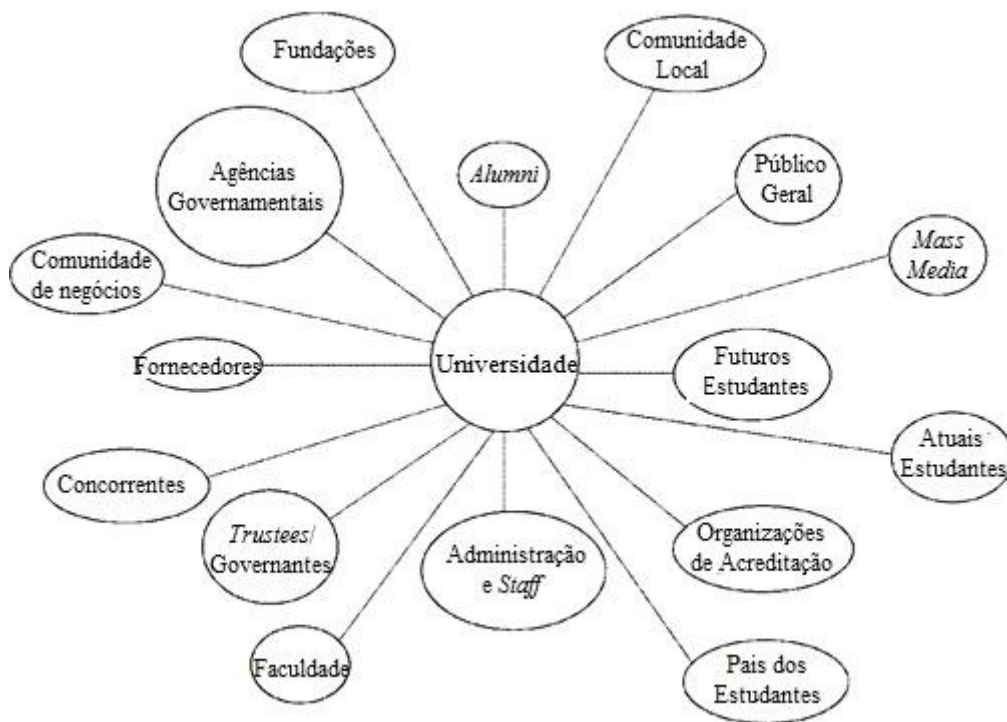 Fundações
Comunidade
Local
Alumni
Público
Geral
Agências
Governamentais
Mass
Media
Comunidade
de negócios
Universidade
Fornecedores
Futuros
Estudantes
Atuais
Estudantes
Concorrentes
Trustees/
Governantes
Administração
e Staff
Organizações
de Acreditação
Faculdade
Pais dos
Estudantes